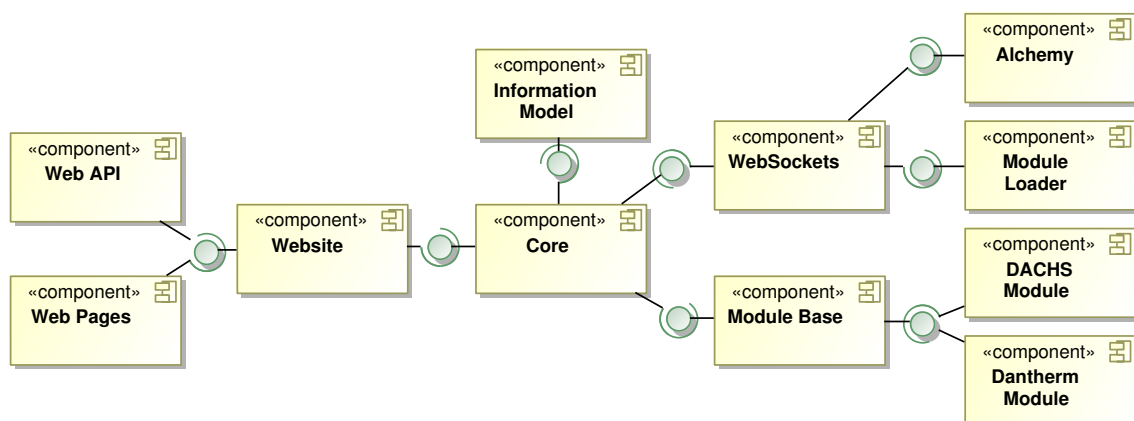 «component»
Alchemy
«component»
Information
Model
«component»
WebSockets
«component»
Module
Loader
«component»
Web API
«component»
Website
«component»
Core
«component»
DACHS
Module
«component»
Web Pages
«component»
Module Base
«component»
Dantherm
Module